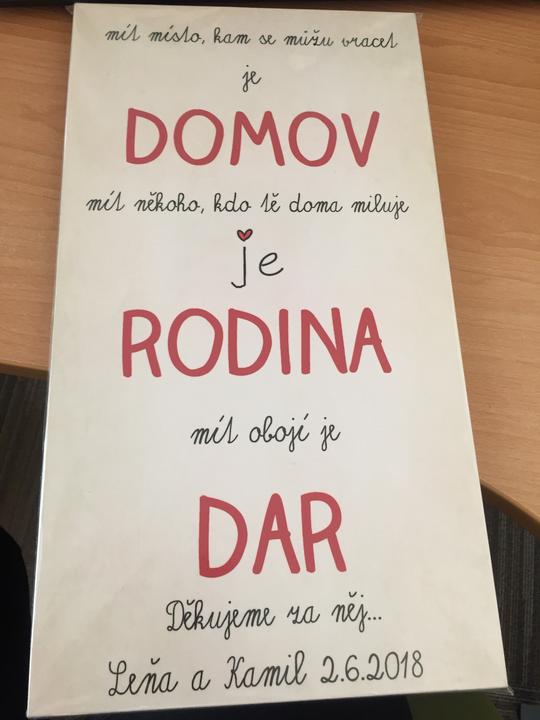 mít místo, kam se můžu vracet
je
DOMOV
mít někoho, kdo tě doma miluje
je
RODINA
mít obojí je
DAR
Děkujeme za něj...
Leňa a Kamil 2.6.2018